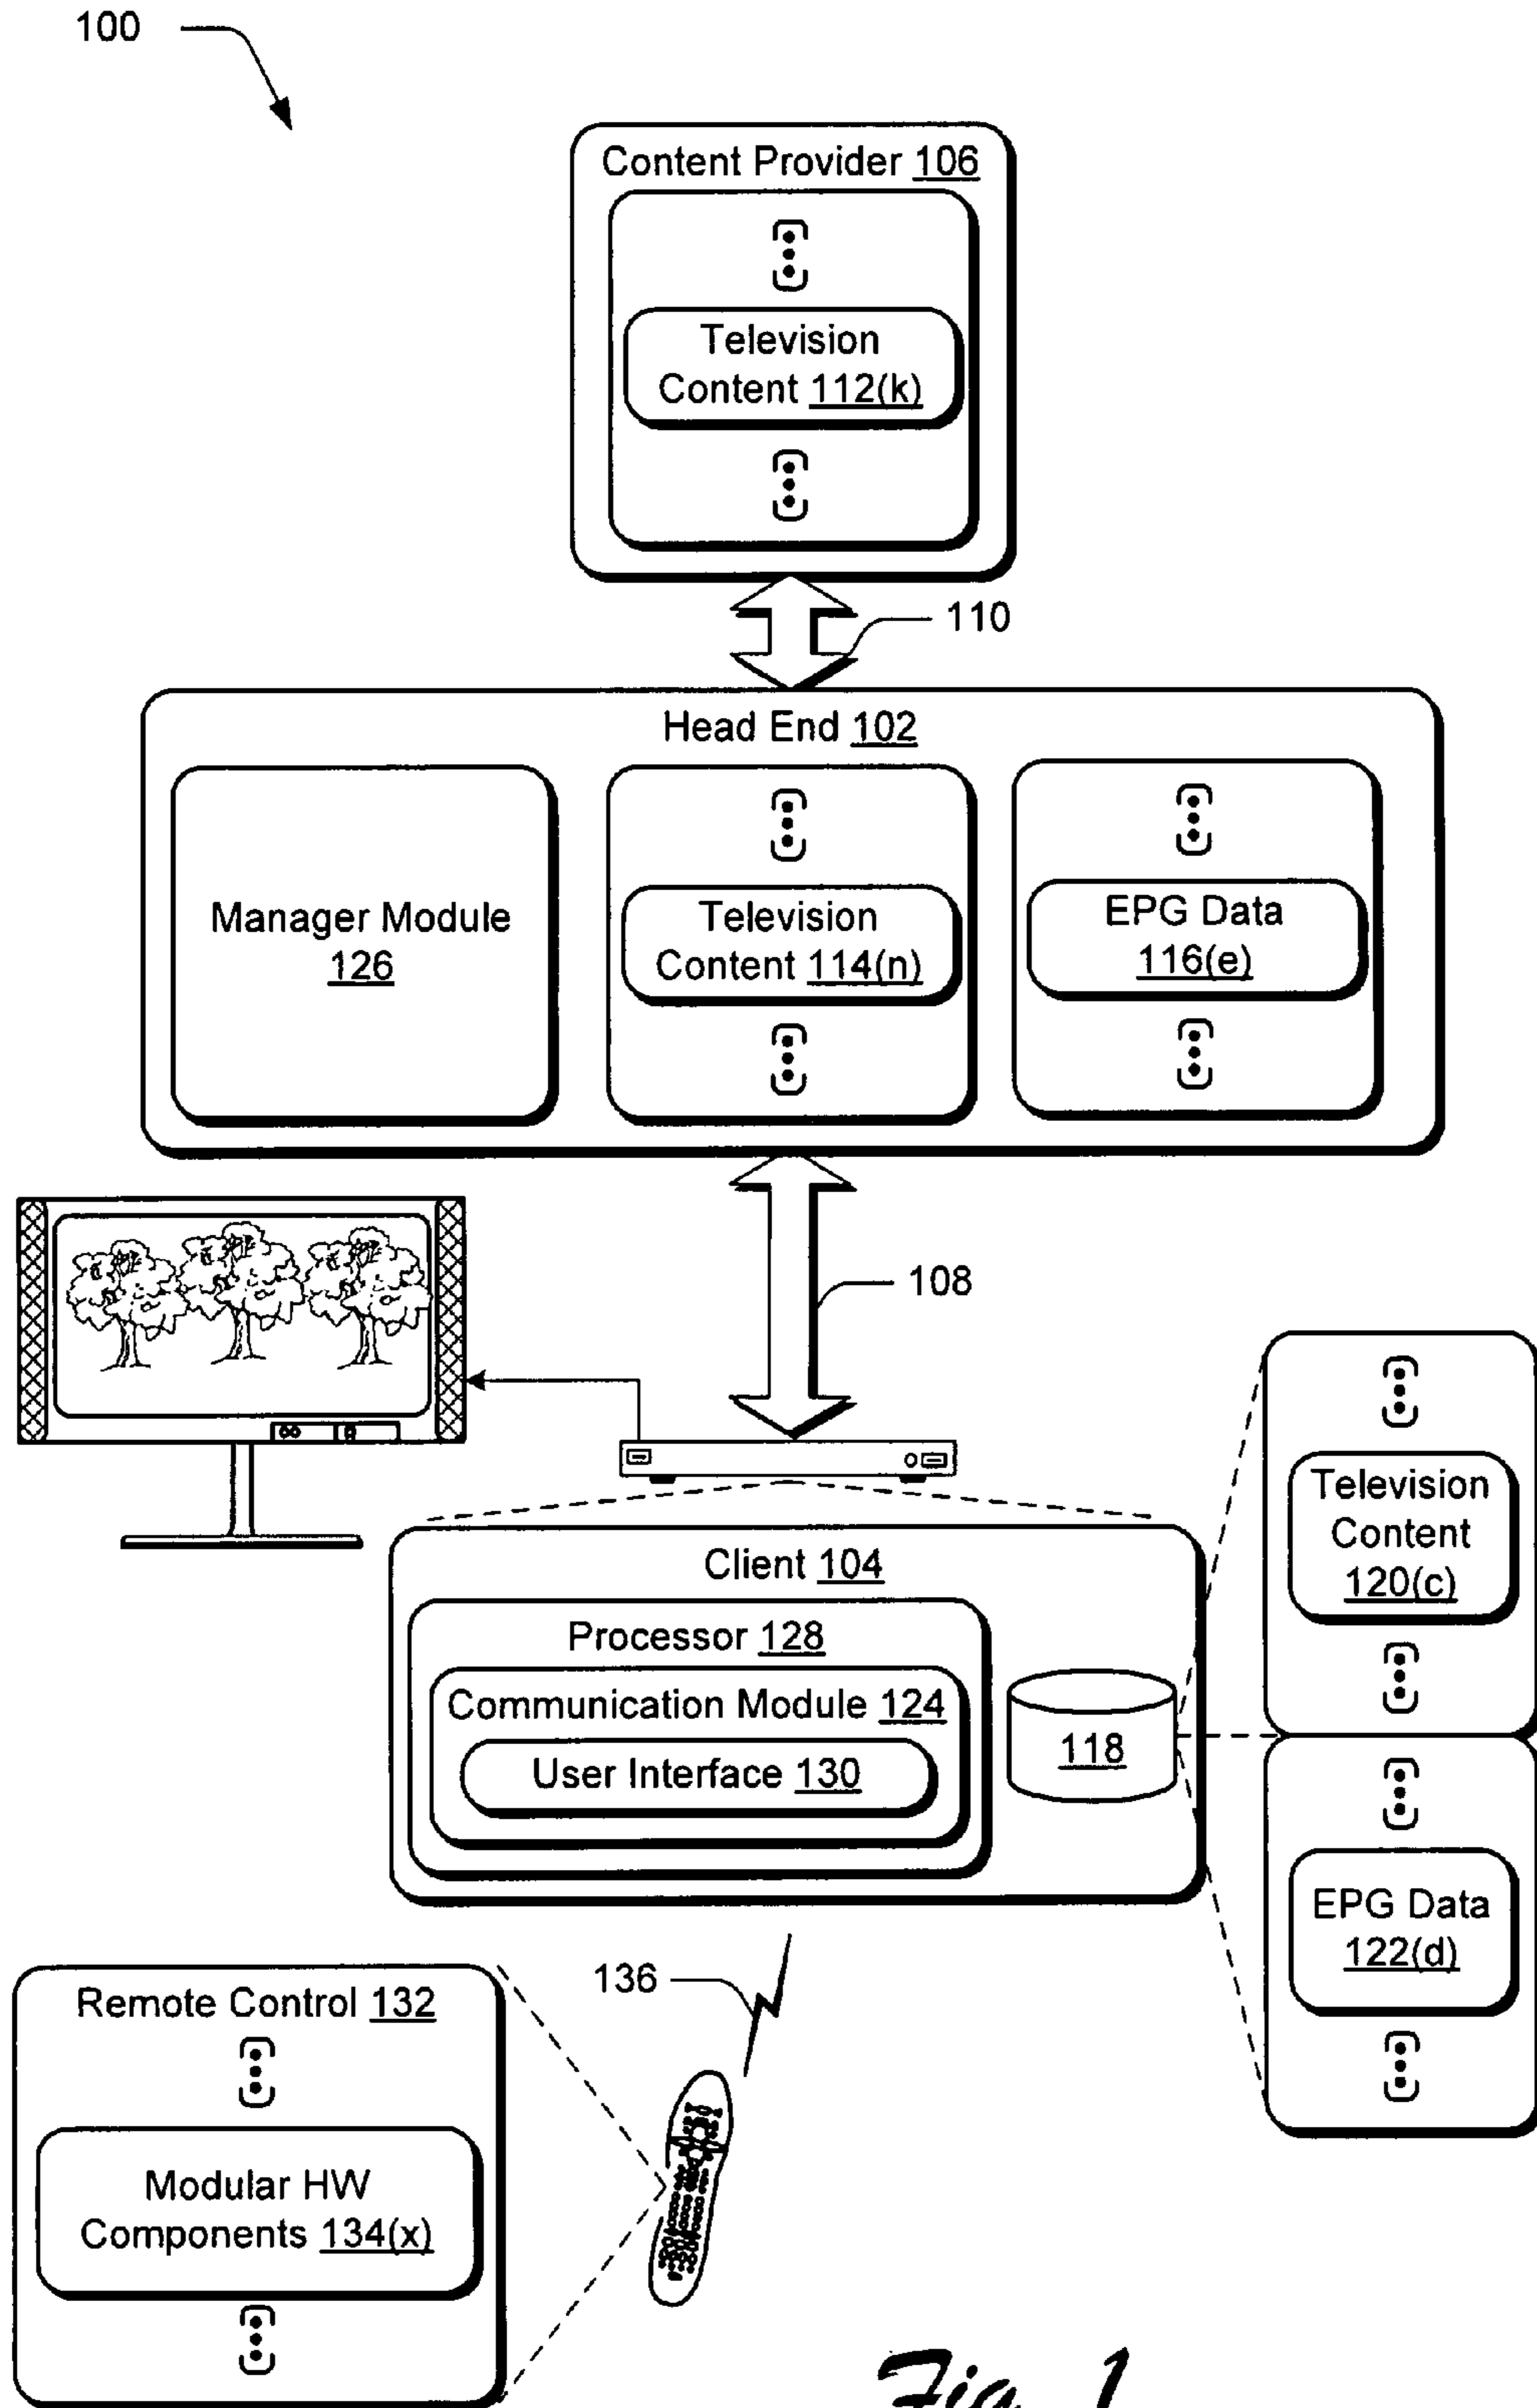 100
Content Provider 106
Television
Content 112(k)
110
Head End 102
Manager Module
126
Television
Content 114(n)
EPG Data
116(e)
108
Client 104
Processor 128
Communication Module 124
User Interface 130
118
Television
Content
120(c)
EPG Data
122(d)
136
Remote Control 132
Modular HW
Components 134(x)
Fig. 1